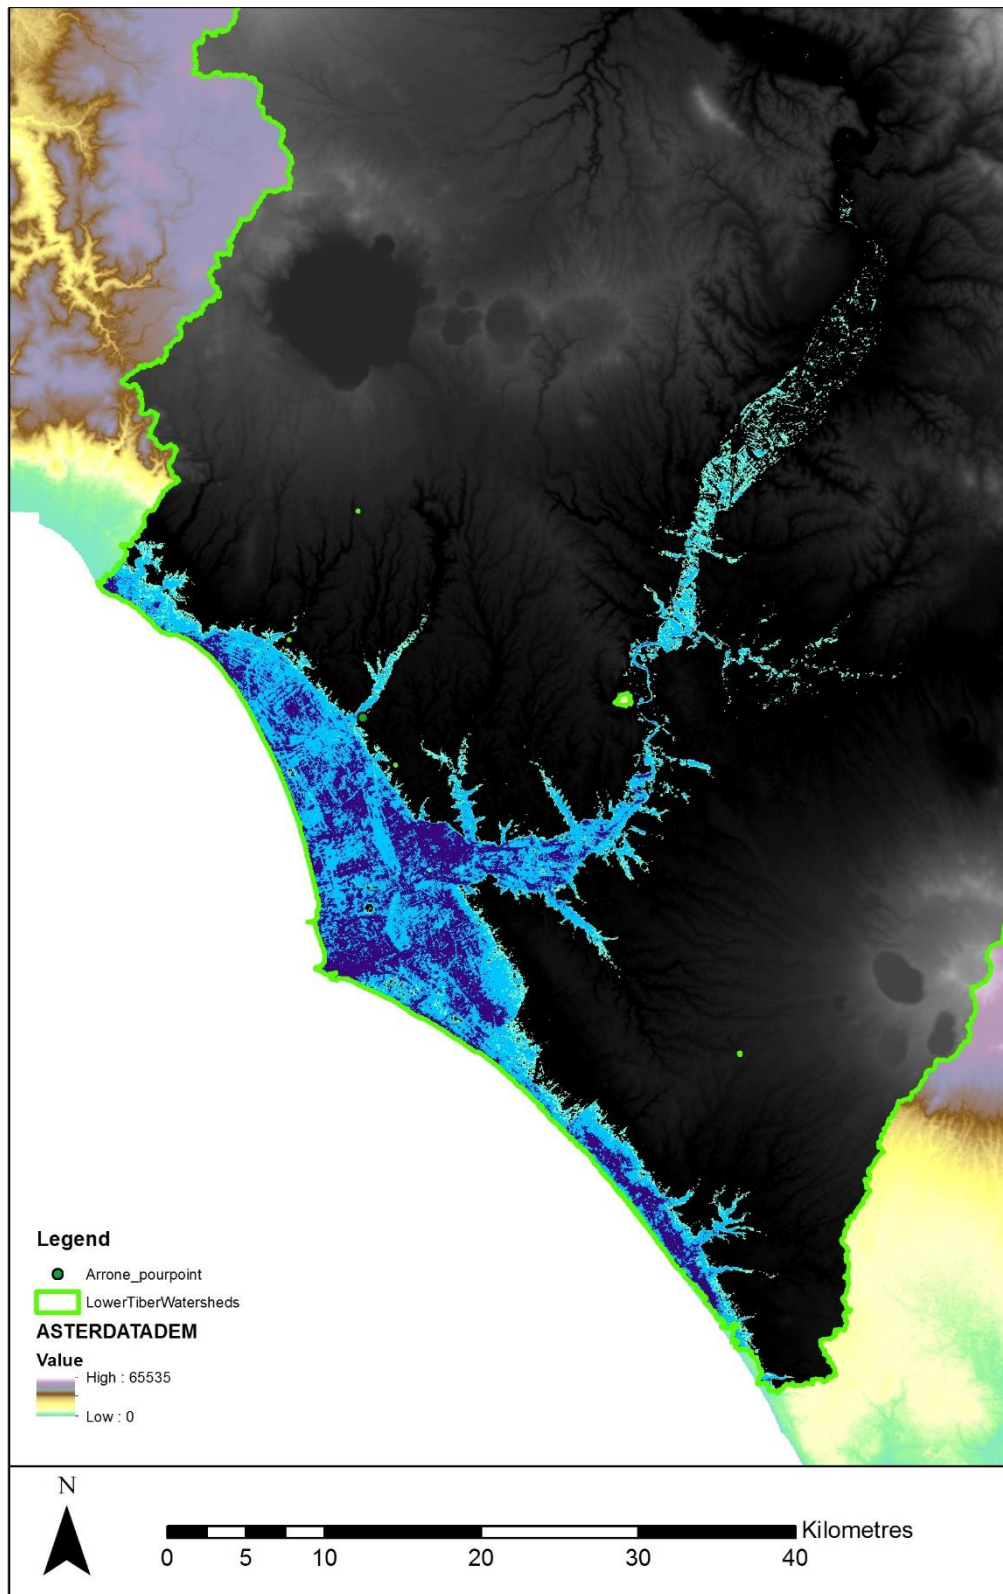 Legend
Arrone_pourpoint
LowerTiberWatersheds
ASTERDATADEM
Value
High : 65535
Low : 0
N
Kilometres
0 5 10 20 30 40